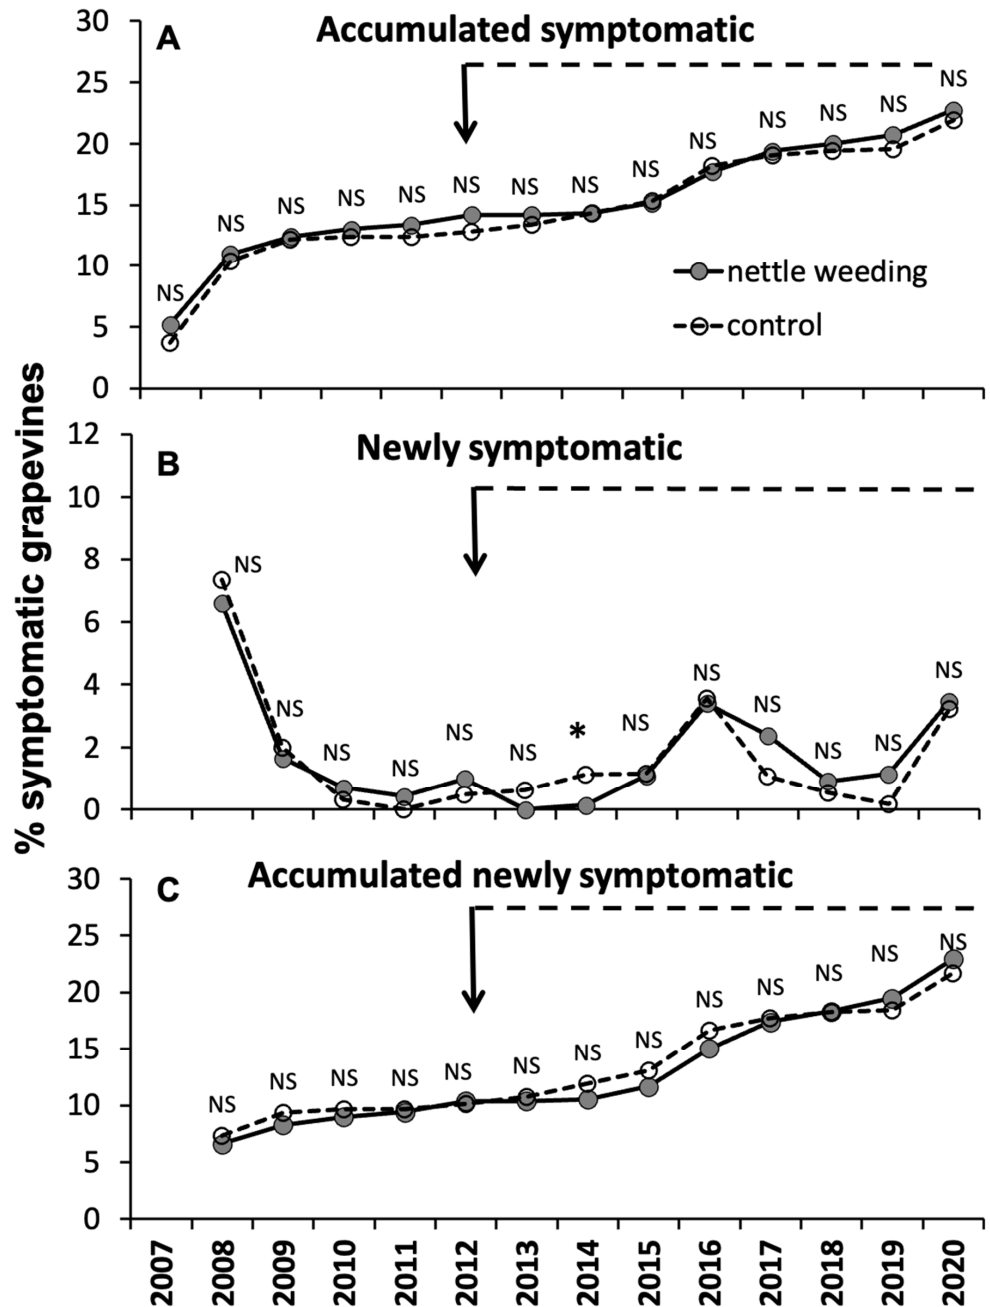 % symptomatic grapevines
A
Accumulated symptomatic
30
25
20
15
10
5
0
NS NS NS NS NS NS NS NS NS NS NS NS NS NS
nettle weeding
control
B
Newly symptomatic
12
10
8
6
4
2
0
NS NS NS NS NS NS * NS NS NS NS NS NS
C
Accumulated newly symptomatic
30
25
20
15
10
5
0
NS NS NS NS NS NS NS NS NS NS NS NS NS
2007 2008 2009 2010 2011 2012 2013 2014 2015 2016 2017 2018 2019 2020